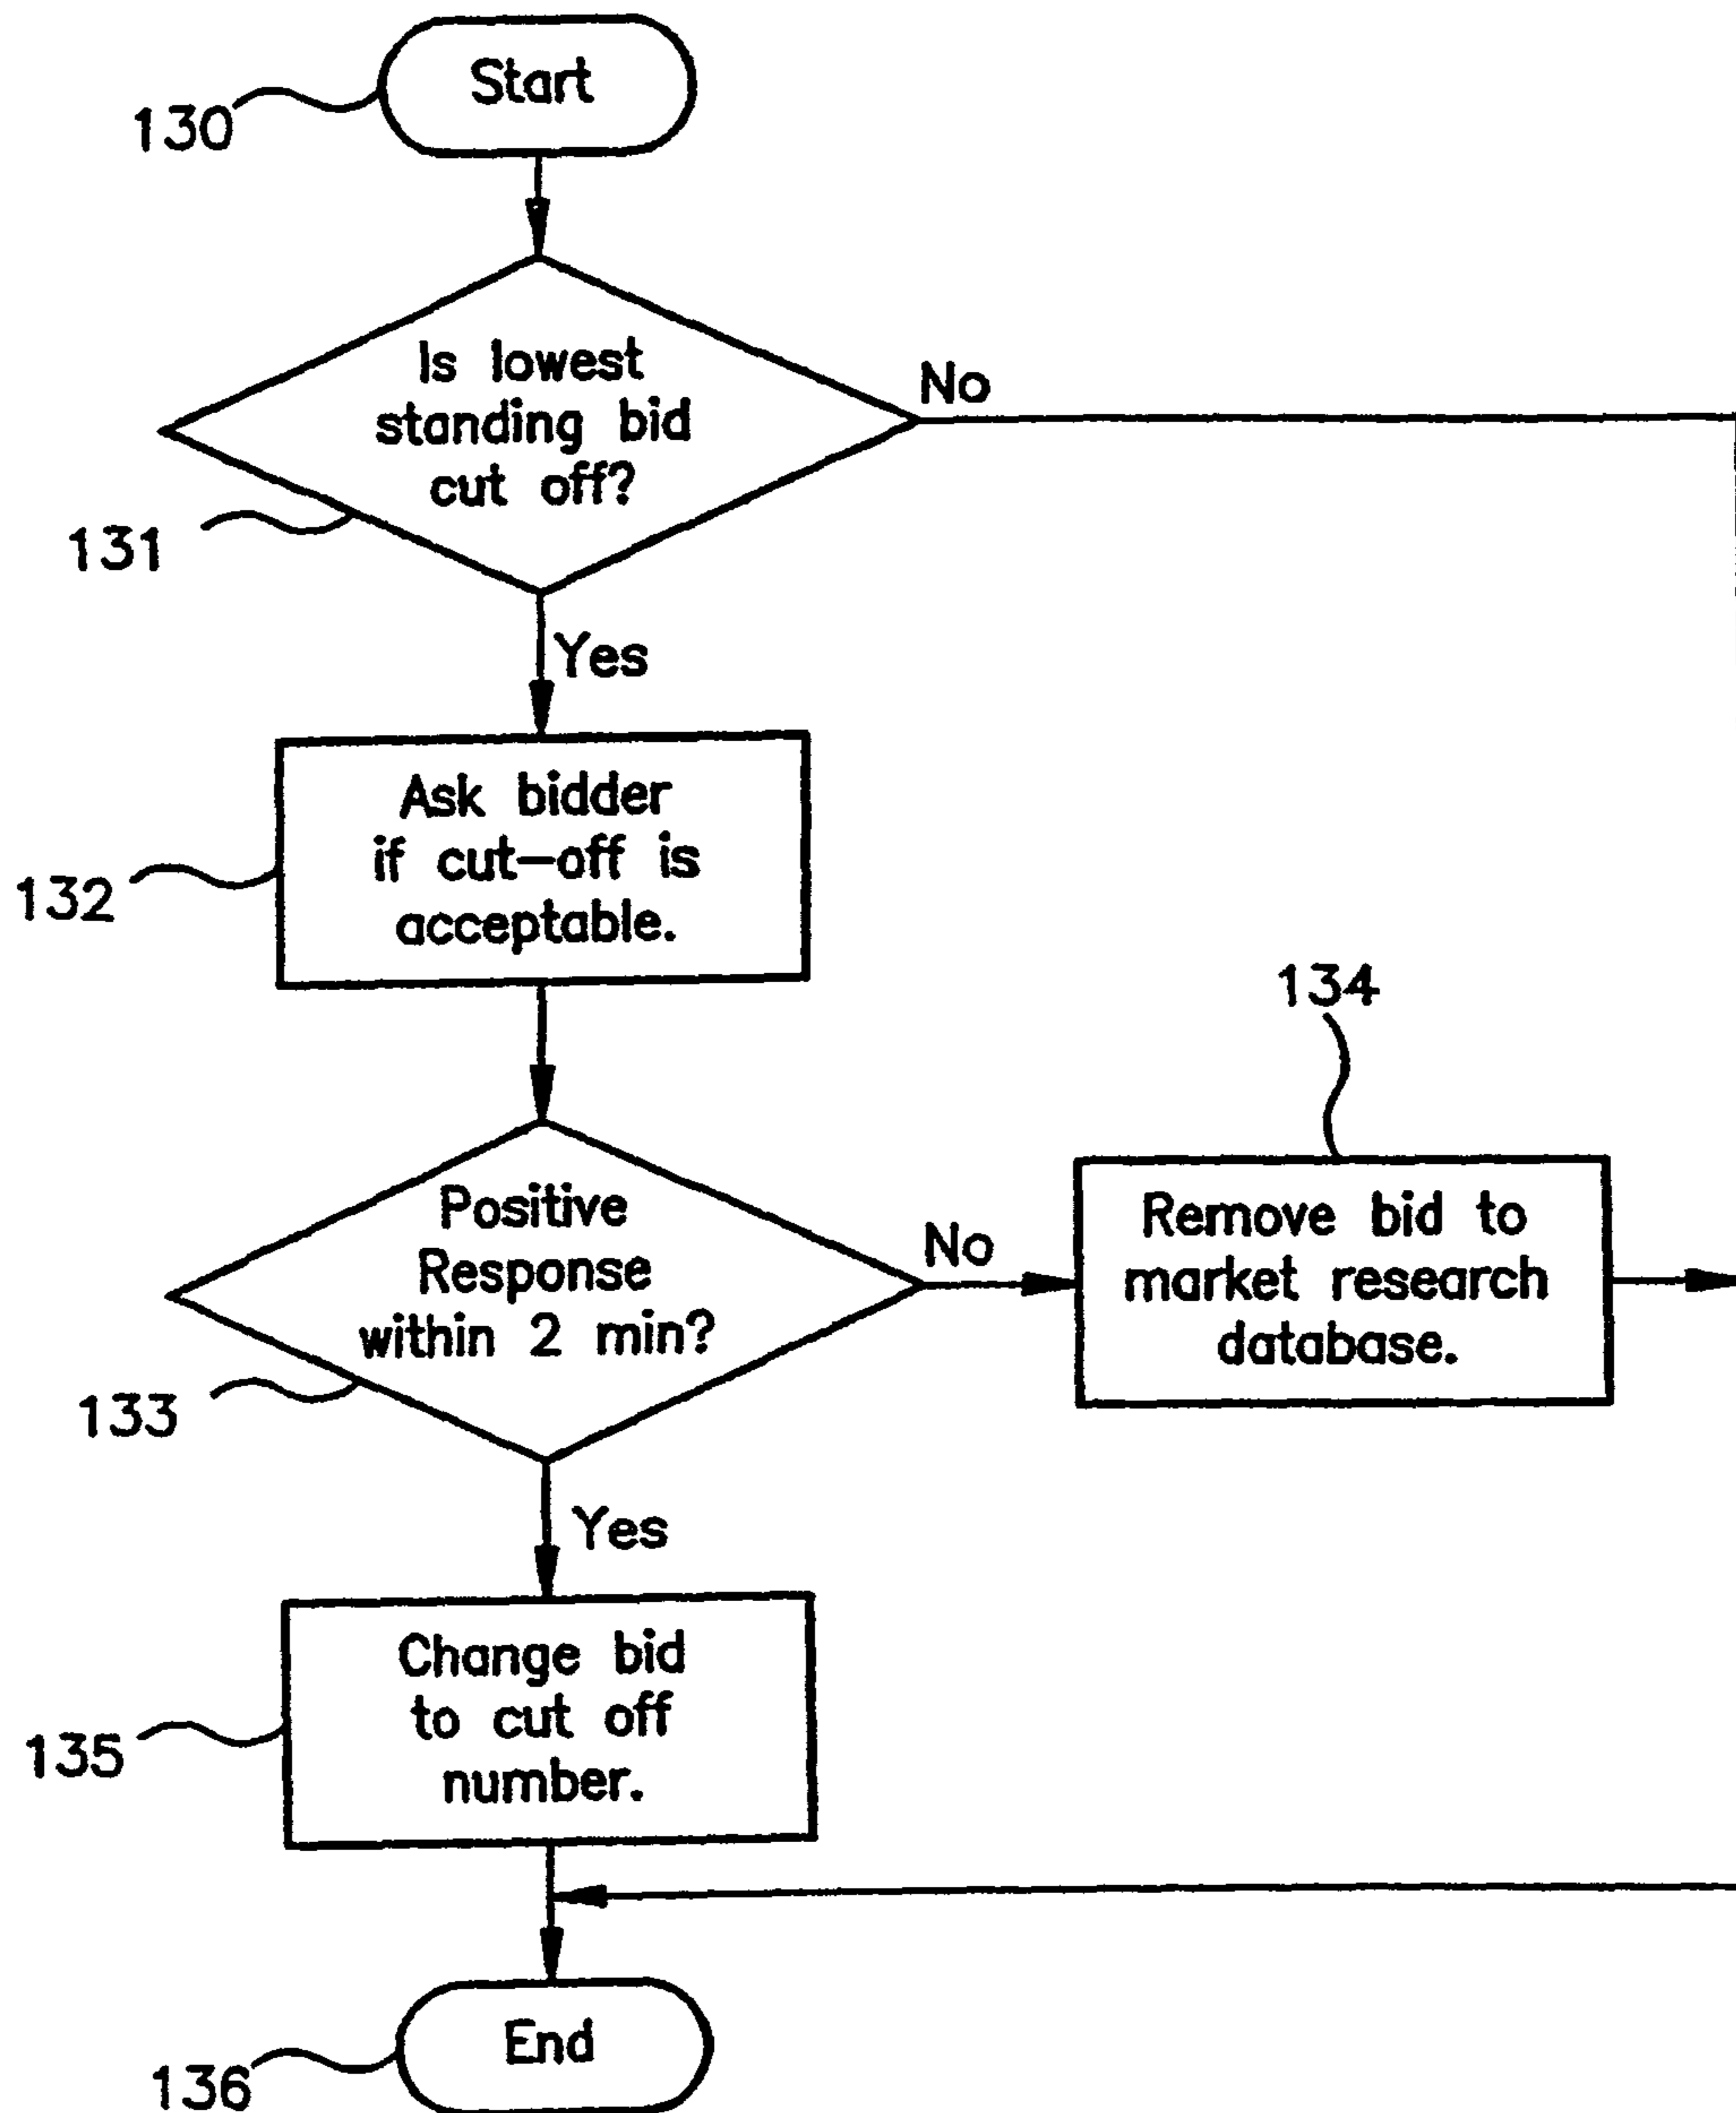 Start
130
Is lowest
standing bid
cut off?
No
131
Yes
Ask bidder
if cut-off is
acceptable.
132
134
Positive
Response
within 2 min?
No
Remove bid to
market research
database.
133
Yes
Change bid
to cut off
number.
135
End
136